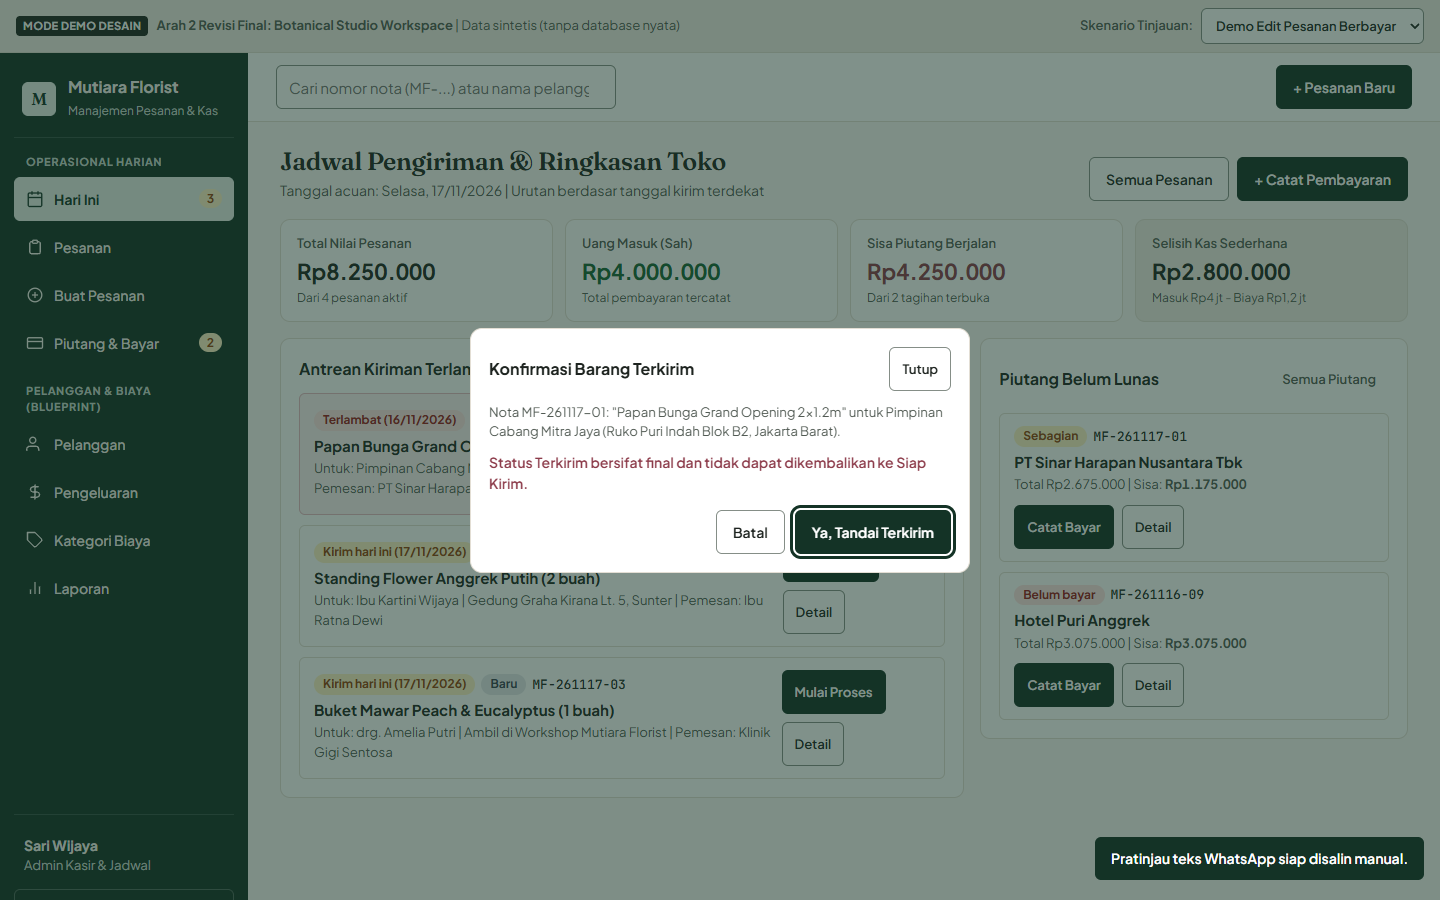 MODE DEMO DESAIN Arah 2 Revisi Final: Botanical Studio Workspace | Data sintetis (tanpa database nyata)
Skenario Tinjauan: Demo Edit Pesanan Berbayar
M
Mutiara Florist
Manajemen Pesanan & Kas
OPERASIONAL HARIAN
Hari Ini 3
Pesanan
Buat Pesanan
Piutang & Bayar 2
PELANGGAN & BIAYA
(BLUEPRINT)
Pelanggan
Pengeluaran
Kategori Biaya
Laporan
Sari Wijaya
Admin Kasir & Jadwal
Cari nomor nota (MF-...) atau nama pelangg
+ Pesanan Baru
Jadwal Pengiriman & Ringkasan Toko
Tanggal acuan: Selasa, 17/11/2026 | Urutan berdasar tanggal kirim terdekat
Semua Pesanan
+ Catat Pembayaran
Total Nilai Pesanan
Rp8.250.000
Dari 4 pesanan aktif
Uang Masuk (Sah)
Rp4.000.000
Total pembayaran tercatat
Sisa Piutang Berjalan
Rp4.250.000
Dari 2 tagihan terbuka
Selisih Kas Sederhana
Rp2.800.000
Masuk Rp4 jt - Biaya Rp1,2 jt
Antrean Kiriman Terlam
Terlambat (16/11/2026)
Papan Bunga Grand O
Untuk: Pimpinan Cabang
Pemesan: PT Sinar Harapa
Kirim hari ini (17/11/2026)
Standing Flower Anggrek Putih (2 buah)
Untuk: Ibu Kartini Wijaya | Gedung Graha Kirana Lt. 5, Sunter | Pemesan: Ibu
Ratna Dewi
Detail
Kirim hari ini (17/11/2026) Baru MF-261117-03
Buket Mawar Peach & Eucalyptus (1 buah)
Untuk: drg. Amelia Putri | Ambil di Workshop Mutiara Florist | Pemesan: Klinik
Gigi Sentosa
Mulai Proses
Detail
Konfirmasi Barang Terkirim
Tutup
Nota MF-261117-01: "Papan Bunga Grand Opening 2x1.2m" untuk Pimpinan
Cabang Mitra Jaya (Ruko Puri Indah Blok B2, Jakarta Barat).
Status Terkirim bersifat final dan tidak dapat dikembalikan ke Siap
Kirim.
Batal
Ya, Tandai Terkirim
Piutang Belum Lunas
Semua Piutang
Sebagian MF-261117-01
PT Sinar Harapan Nusantara Tbk
Total Rp2.675.000 | Sisa: Rp1.175.000
Catat Bayar
Detail
Belum bayar MF-261116-09
Hotel Puri Anggrek
Total Rp3.075.000 | Sisa: Rp3.075.000
Catat Bayar
Detail
Pratinjau teks WhatsApp siap disalin manual.